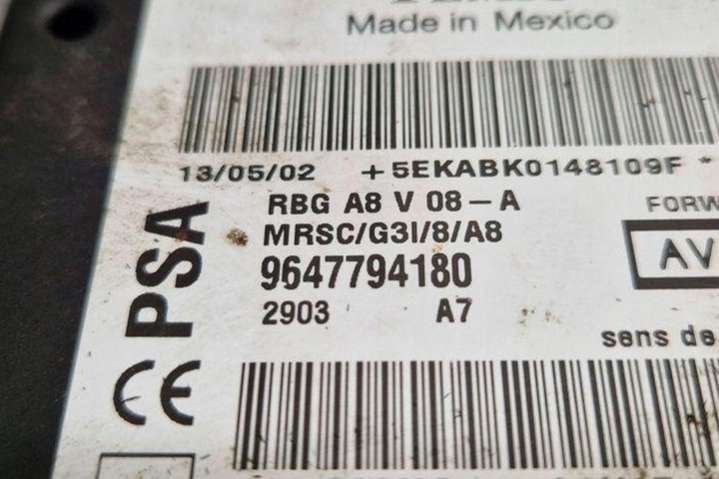 Made in Mexico
13/05/02 +5EKABK0148109F *
RBG A8 V 08-A
MRSC/G3I/8/A8
9647794180
2903 A7
PSA
CE
FORW
AV
sens de